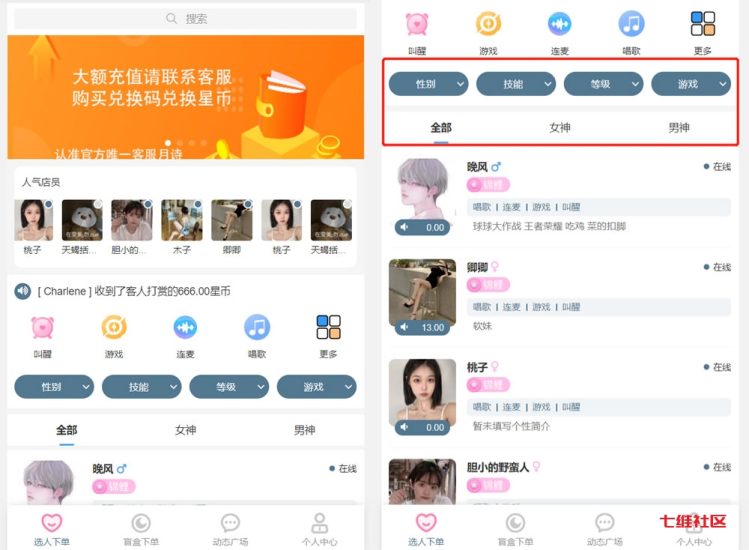 搜索
大额充值请联系客服
购买兑换码兑换星币
认准官方唯一客服月诗
人气店员
桃子
天蝎括...
胆小的...
木子
卿卿
桃子
天蝎括...
[ Charlene ] 收到了客人打赏的666.00星币
叫醒
游戏
连麦
唱歌
更多
性别
技能
等级
游戏
全部
女神
男神
晚风
在线
锦鲤
选人下单
盲盒下单
动态广场
个人中心
叫醒
游戏
连麦
唱歌
更多
性别
技能
等级
游戏
全部
女神
男神
晚风
在线
锦鲤
唱歌 | 连麦 | 游戏 | 叫醒
0.00
球球大作战 王者荣耀 吃鸡 菜的扣脚
卿卿
在线
锦鲤
唱歌 | 连麦 | 游戏 | 叫醒
13.00
软妹
桃子
在线
锦鲤
唱歌 | 连麦 | 游戏 | 叫醒
0.00
暂未填写个性简介
胆小的野蛮人
在线
锦鲤
七维社区
选人下单
盲盒下单
动态广场
个人中心